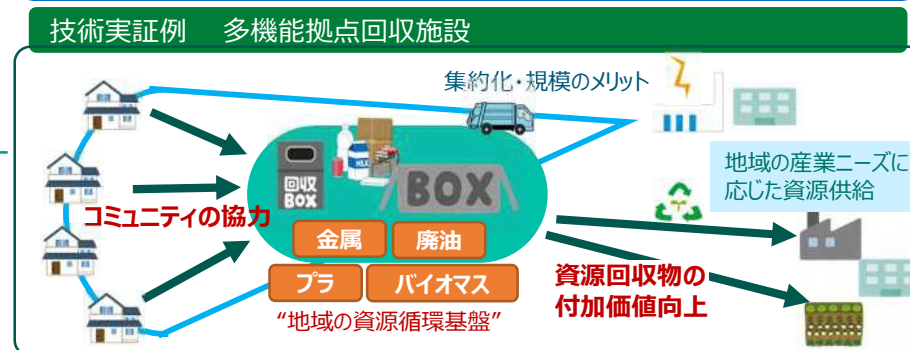 技術実証例　多機能拠点回収施設
集約化・規模のメリット
地域の産業ニーズに
応じた資源供給
回収
BOX
MILK
BOX
コミュニティの協力
金属
廃油
プラ
バイオマス
資源回収物の
付加価値向上
“地域の資源循環基盤”